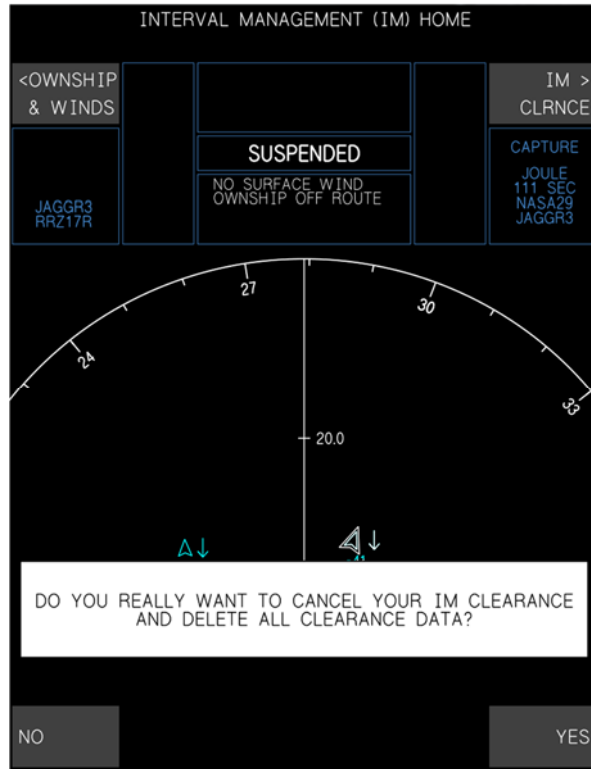 INTERVAL MANAGEMENT (IM) HOME
<OWNSHIP
& WINDS
IM >
CLRNCE
SUSPENDED
NO SURFACE WIND
OWNSHIP OFF ROUTE
JAGGR3
RRZ17R
CAPTURE
JOULE
111 SEC
NASA29
JAGGR3
24
27
30
33
20.0
DO YOU REALLY WANT TO CANCEL YOUR IM CLEARANCE
AND DELETE ALL CLEARANCE DATA?
NO
YES